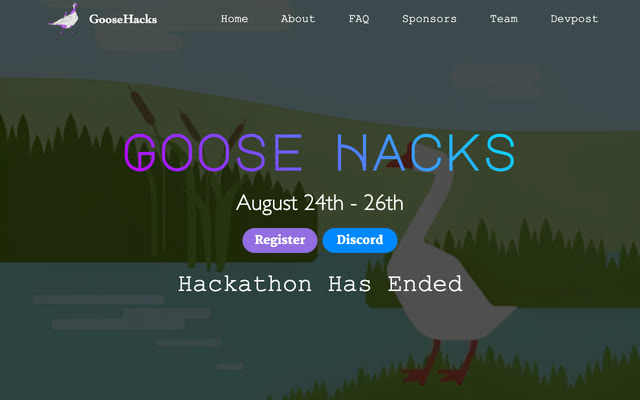 GooseHacks
Home About FAQ Sponsors Team Devpost
GOOSE HACKS
August 24th - 26th
Register Discord
Hackathon Has Ended